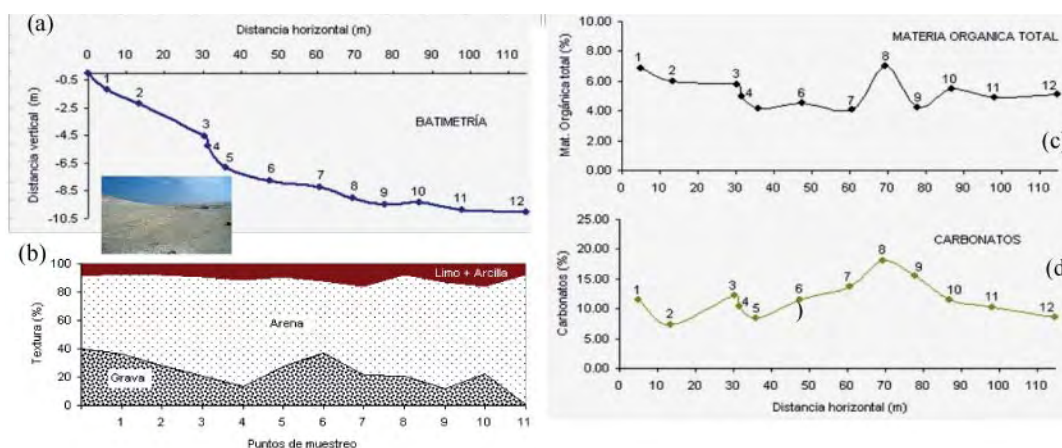 (a)
Distancia horizontal (m)
0 10 20 30 40 50 60 70 80 90 100 110
Distancia vertical (m)
-0.5
-2.5
-4.5
-6.5
-8.5
-10.5
BATIMETRÍA
1 2 3 4 5 6 7 8 9 10 11 12
(b)
Textura (%)
100
80
60
40
20
0
Limo + Arcilla
Arena
Grava
1 2 3 4 5 6 7 8 9 10 11
Puntos de muestreo
(c)
Mat. Orgánica total (%)
10.00
8.00
6.00
4.00
2.00
0.00
MATERIA ORGANICA TOTAL
1 2 3 4 6 7 8 9 10 11 12
0 10 20 30 40 50 60 70 80 90 100 110
(d
)
Carbonatos (%)
25.00
20.00
15.00
10.00
5.00
0.00
CARBONATOS
1 2 3 4 5 6 7 8 9 10 11 12
0 10 20 30 40 50 60 70 80 90 100 110
Distancia horizontal (m)